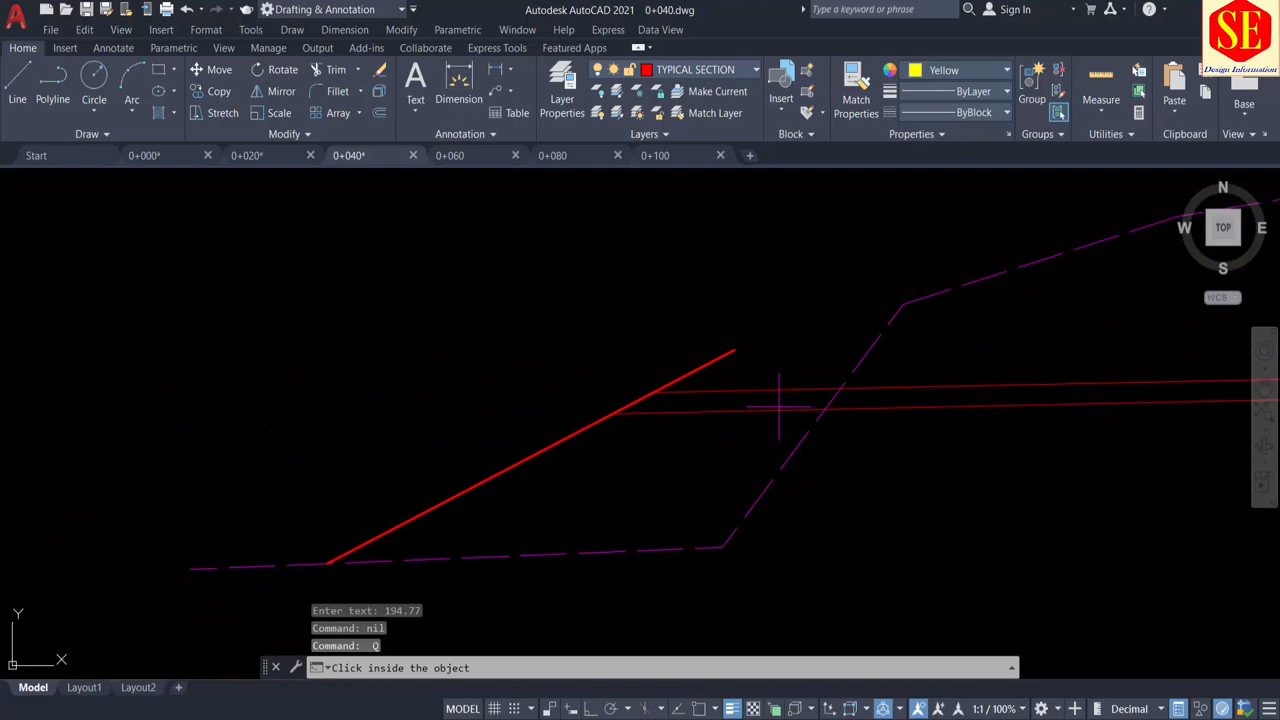 Drafting & Annotation
Autodesk AutoCAD 2021 0+040.dwg
Type a keyword or phrase
Sign In
SE
Design Information
File Edit View Insert Format Tools Draw Dimension Modify Parametric Window Help Express Data View
Home Insert Annotate Parametric View Manage Output Add-ins Collaborate Express Tools Featured Apps
Line Polyline Circle Arc
Move Rotate Trim
Copy Mirror Fillet
Stretch Scale Array
Text Dimension Table
Layer Properties
TYPICAL SECTION
Make Current
Match Layer
Insert
Match Properties
Yellow
ByLayer
ByBlock
Group
Measure
Paste
Base
Draw Modify Annotation Layers Block Properties Groups Utilities Clipboard View
Start 0+000* 0+020* 0+040* 0+060 0+080 0+100
N
W TOP E
S
WCS
Enter text: 194.77
Command: nil
Command: Q
Click inside the object
Y
X
Model Layout1 Layout2
MODEL 1:1 / 100% Decimal